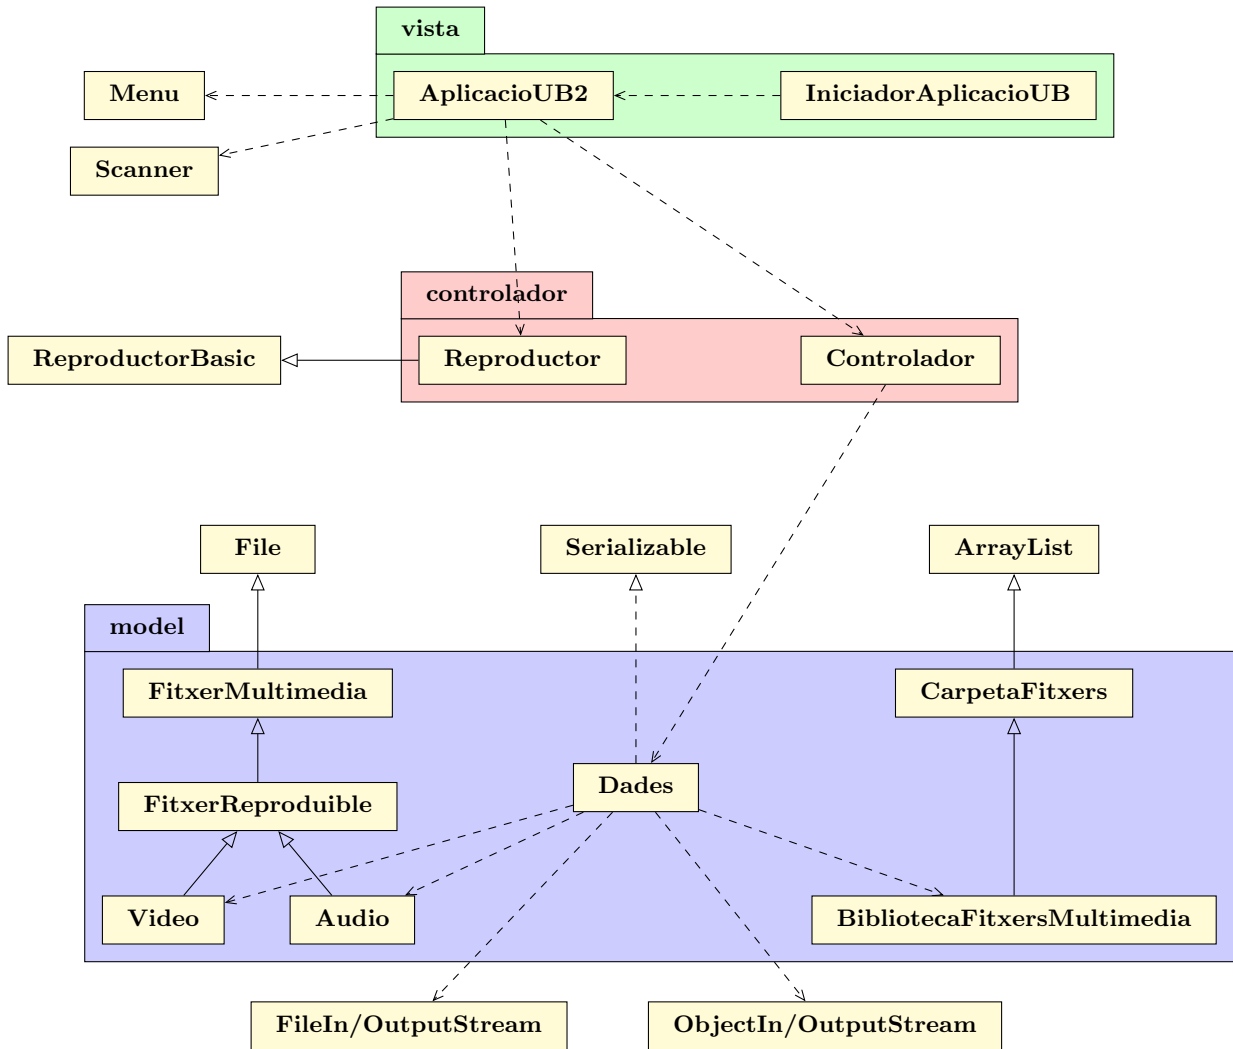 vista
Menu
AplicacioUB2
IniciadorAplicacioUB
Scanner
controlador
ReproductorBasic
Reproductor
Controlador
File
Serializable
ArrayList
model
FitxerMultimedia
CarpetaFitxers
Dades
FitxerReproduible
Video
Audio
BibliotecaFitxersMultimedia
FileIn/OutputStream
ObjectIn/OutputStream